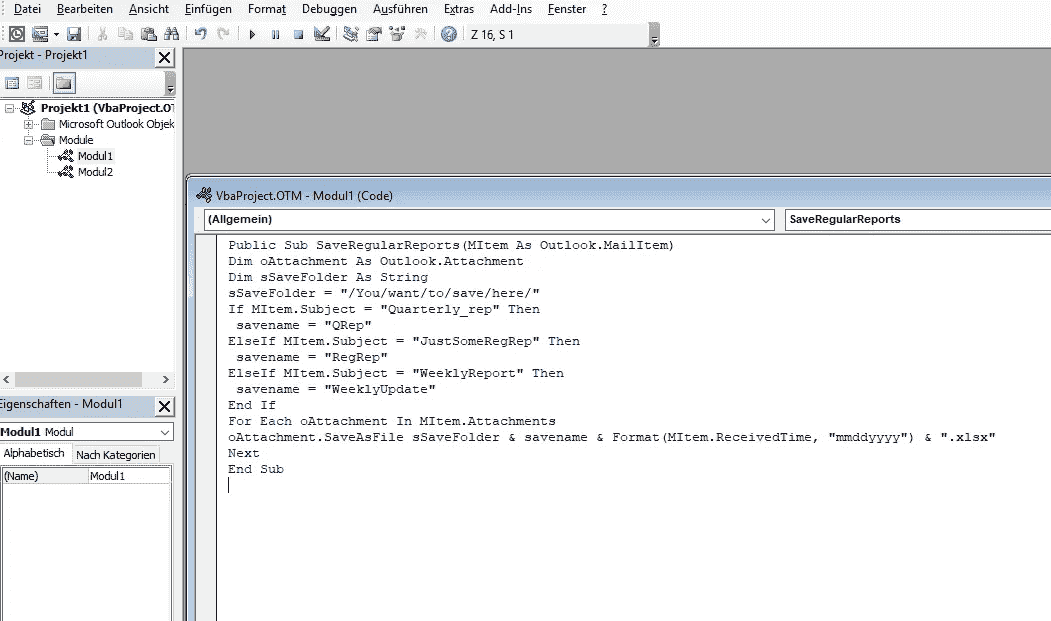 Datei Bearbeiten Ansicht Einfügen Format Debuggen Ausführen Extras Add-Ins Fenster ?
Z 16, S 1
Projekt - Projekt1
Projekt1 (VbaProject.OT
Microsoft Outlook Objek
Module
Modul1
Modul2
Eigenschaften - Modul1
Modul1 Modul
Alphabetisch Nach Kategorien
(Name) Modul1
VbaProject.OTM - Modul1 (Code)
(Allgemein) SaveRegularReports
Public Sub SaveRegularReports(MItem As Outlook.MailItem)
Dim oAttachment As Outlook.Attachment
Dim sSaveFolder As String
sSaveFolder = "/You/want/to/save/here/"
If MItem.Subject = "Quarterly_rep" Then
savename = "QRep"
ElseIf MItem.Subject = "JustSomeRegRep" Then
savename = "RegRep"
ElseIf MItem.Subject = "WeeklyReport" Then
savename = "WeeklyUpdate"
End If
For Each oAttachment In MItem.Attachments
oAttachment.SaveAsFile sSaveFolder & savename & Format(MItem.ReceivedTime, "mmddyyyy") & ".xlsx"
Next
End Sub